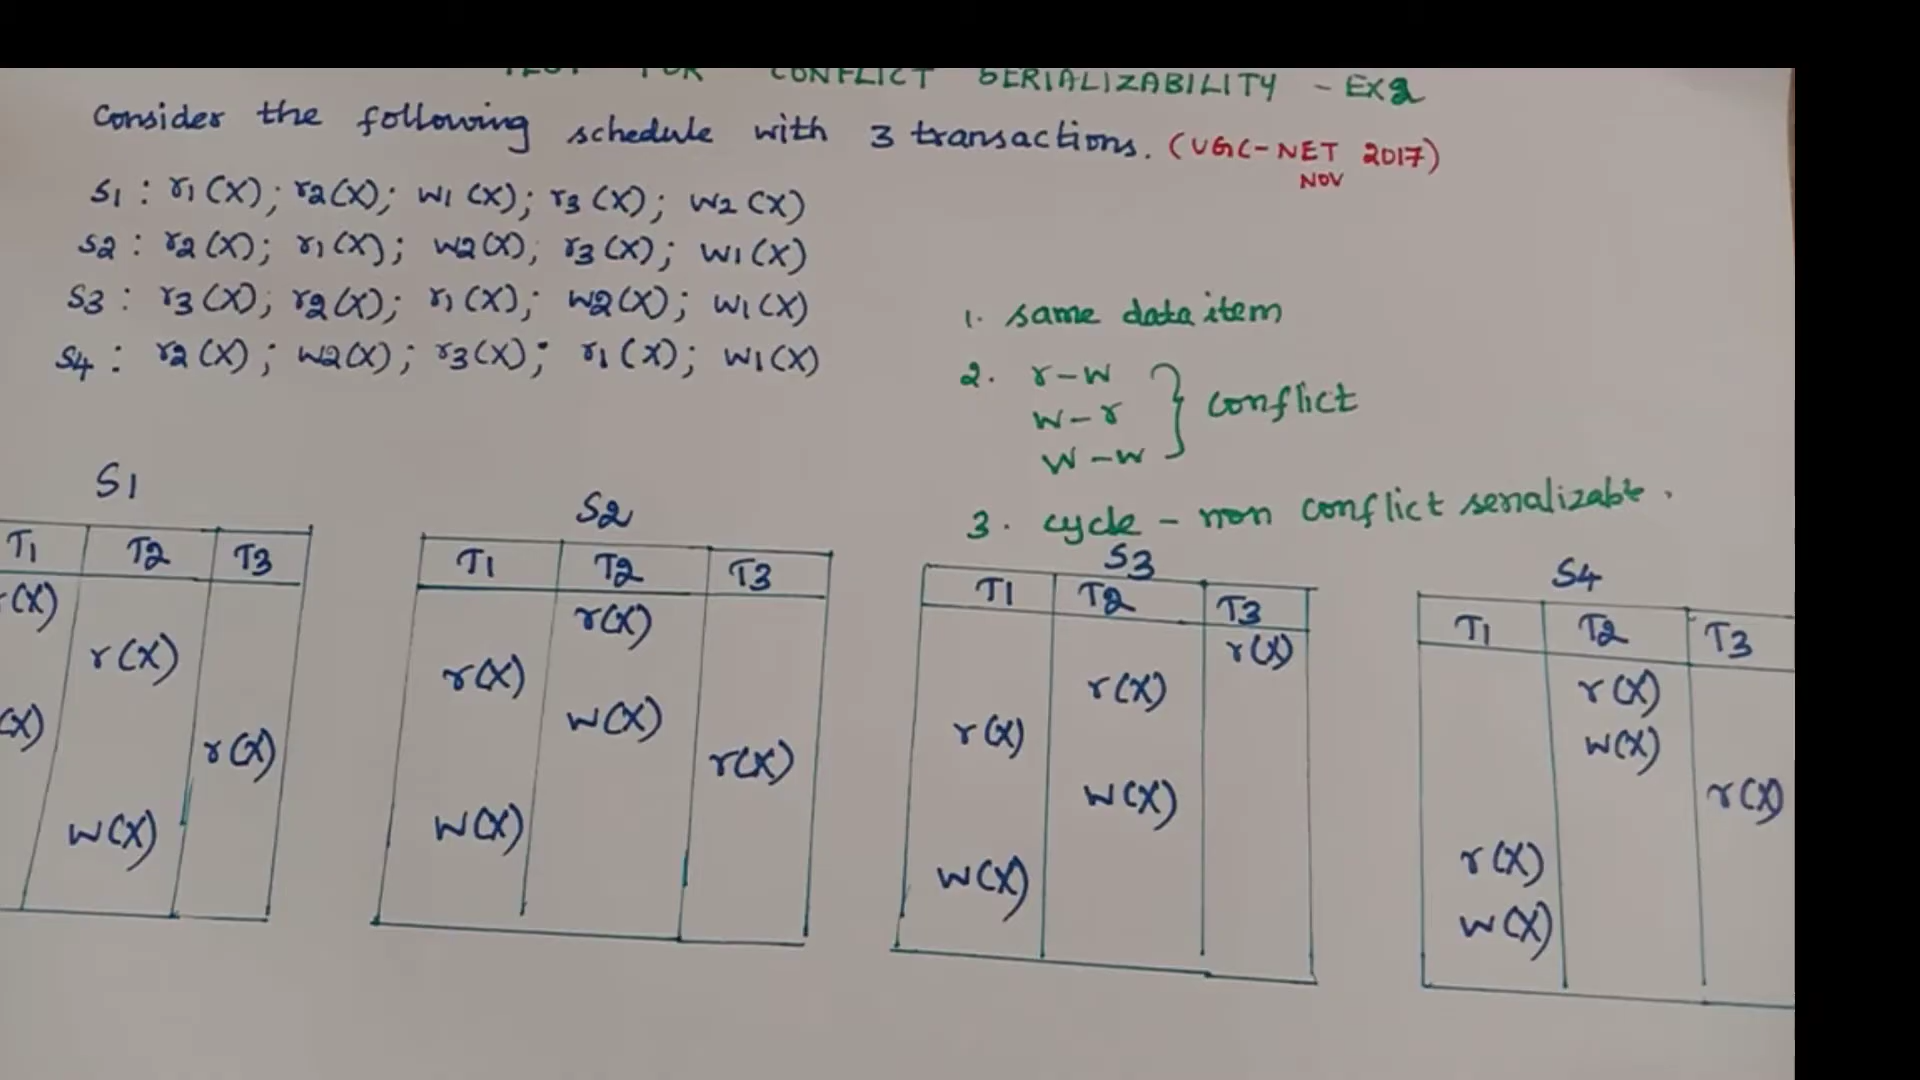 TEST FOR CONFLICT SERIALIZABILITY - EX2
Consider the following schedule with 3 transactions. (UGC-NET 2017)
NOV
S1 : r1(X); r2(X); W1(X); r3(X); W2(X)
S2 : r2(X); r1(X); W2(X); r3(X); W1(X)
S3 : r3(X); r2(X); r1(X); W2(X); W1(X)
S4 : r2(X); W2(X); r3(X); r1(X); W1(X)
1. same data item
2. r-w
w-r
w-w
conflict
3. cycle - non conflict serializable.
S1
T1 T2 T3
r(X)
r(X)
(X)
r(X)
W(X)
S2
T1 T2 T3
r(X)
r(X)
W(X)
r(X)
W(X)
S3
T1 T2 T3
r(X)
r(X)
r(X)
W(X)
W(X)
S4
T1 T2 T3
r(X)
W(X)
r(X)
r(X)
W(X)